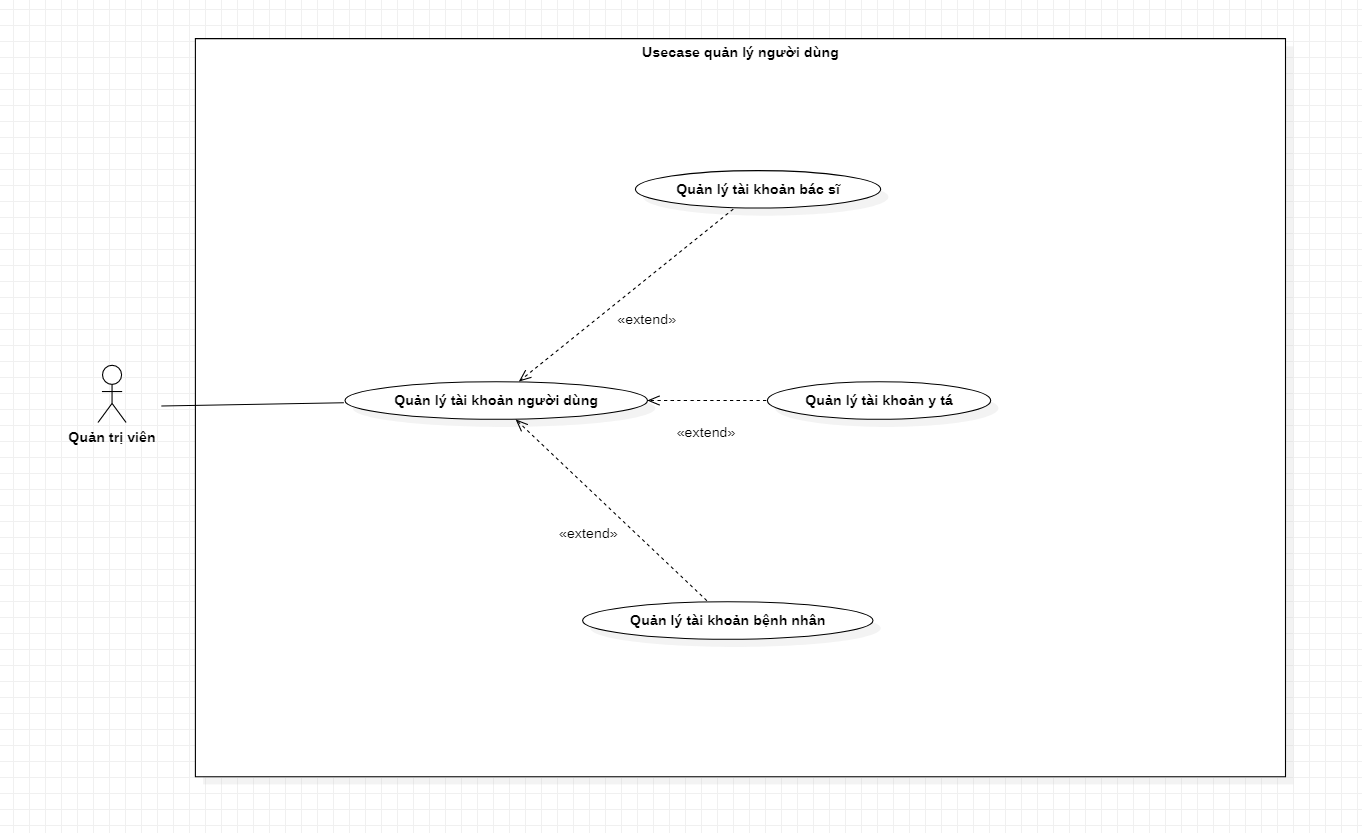 Usecase quản lý người dùng
Quản lý tài khoản bác sĩ
«extend»
Quản trị viên
Quản lý tài khoản người dùng
Quản lý tài khoản y tá
«extend»
«extend»
Quản lý tài khoản bệnh nhân